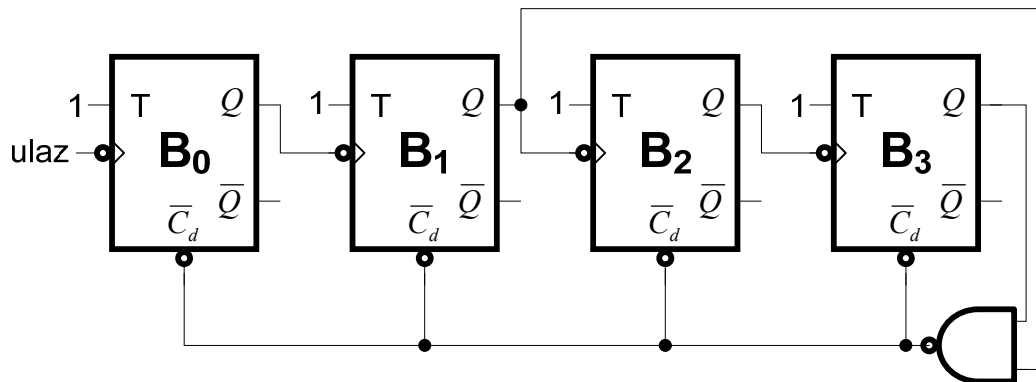 1 T Q 1 T Q 1 T Q 1 T Q
ulaz B₀ B₁ B₂ B₃
Q̅ Q̅ Q̅ Q̅
C̅d C̅d C̅d C̅d